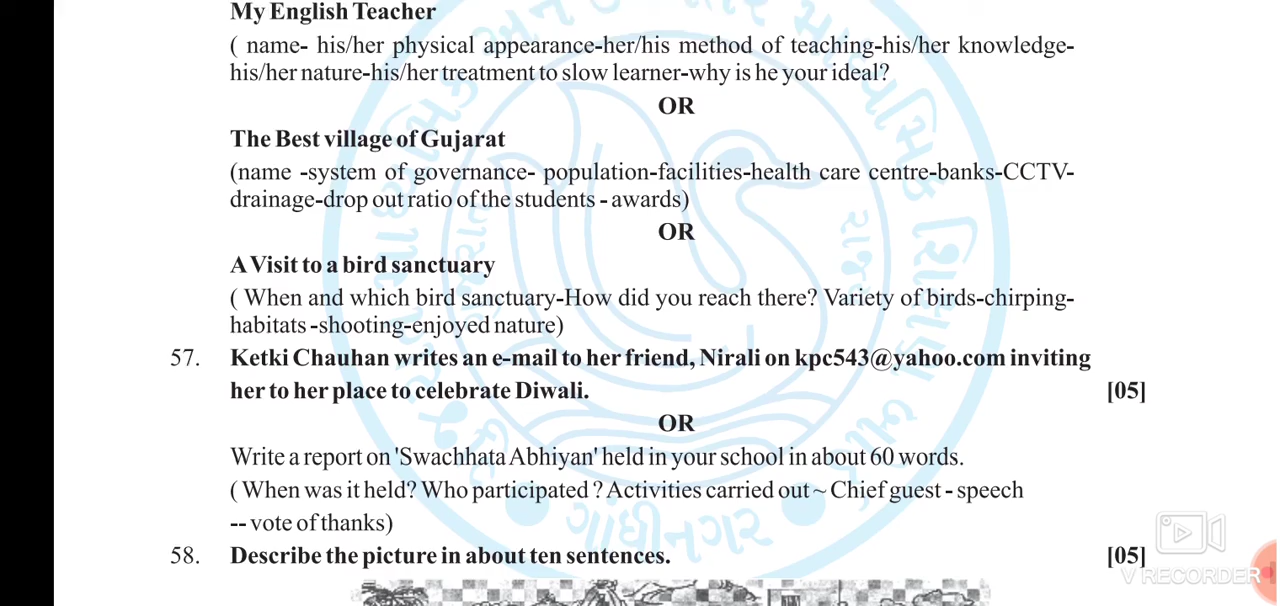 My English Teacher
( name- his/her physical appearance-her/his method of teaching-his/her knowledge-
his/her nature-his/her treatment to slow learner-why is he your ideal?
OR
The Best village of Gujarat
(name -system of governance- population-facilities-health care centre-banks-CCTV-
drainage-drop out ratio of the students - awards)
OR
A Visit to a bird sanctuary
( When and which bird sanctuary-How did you reach there? Variety of birds-chirping-
habitats -shooting-enjoyed nature)
57. Ketki Chauhan writes an e-mail to her friend, Nirali on kpc543@yahoo.com inviting
her to her place to celebrate Diwali. [05]
OR
Write a report on 'Swachhata Abhiyan' held in your school in about 60 words.
( When was it held? Who participated ? Activities carried out ~ Chief guest - speech
-- vote of thanks)
ગાંધીનગર
58. Describe the picture in about ten sentences. [05]
V RECORDER